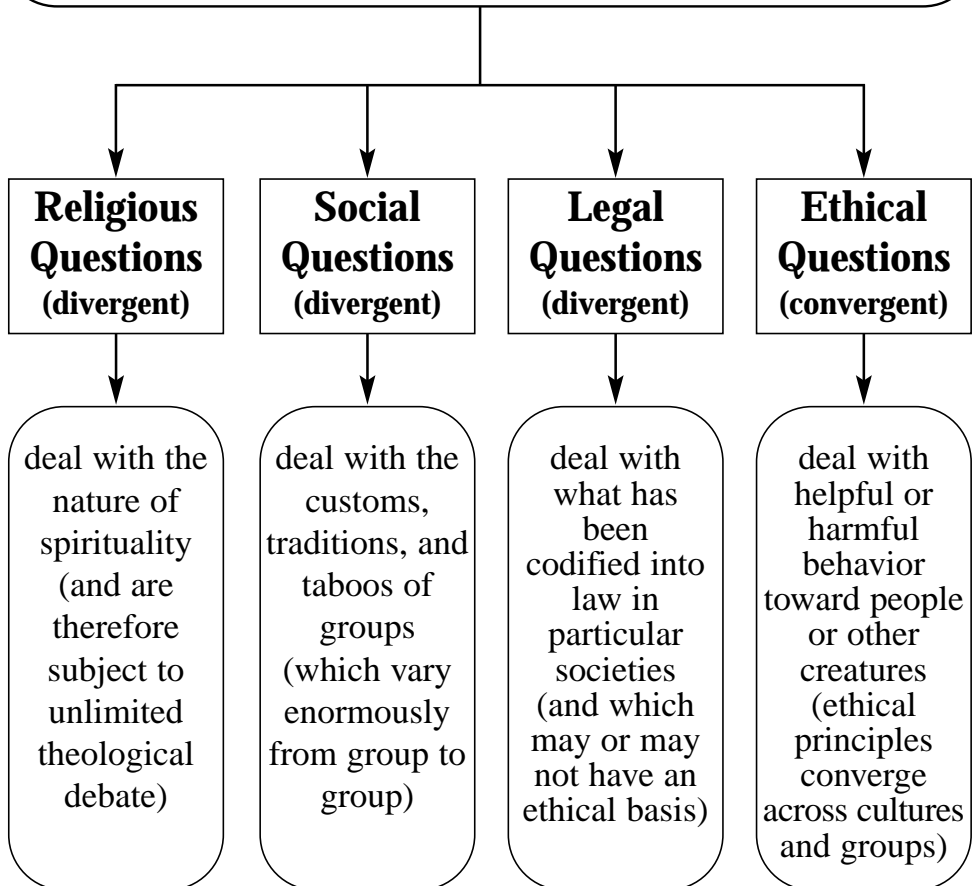 Religious
Questions
(divergent)
Social
Questions
(divergent)
Legal
Questions
(divergent)
Ethical
Questions
(convergent)
deal with the
nature of
spirituality
(and are
therefore
subject to
unlimited
theological
debate)
deal with the
customs,
traditions, and
taboos of
groups
(which vary
enormously
from group to
group)
deal with
what has
been
codified into
law in
particular
societies
(and which
may or may
not have an
ethical basis)
deal with
helpful or
harmful
behavior
toward people
or other
creatures
(ethical
principles
converge
across cultures
and groups)